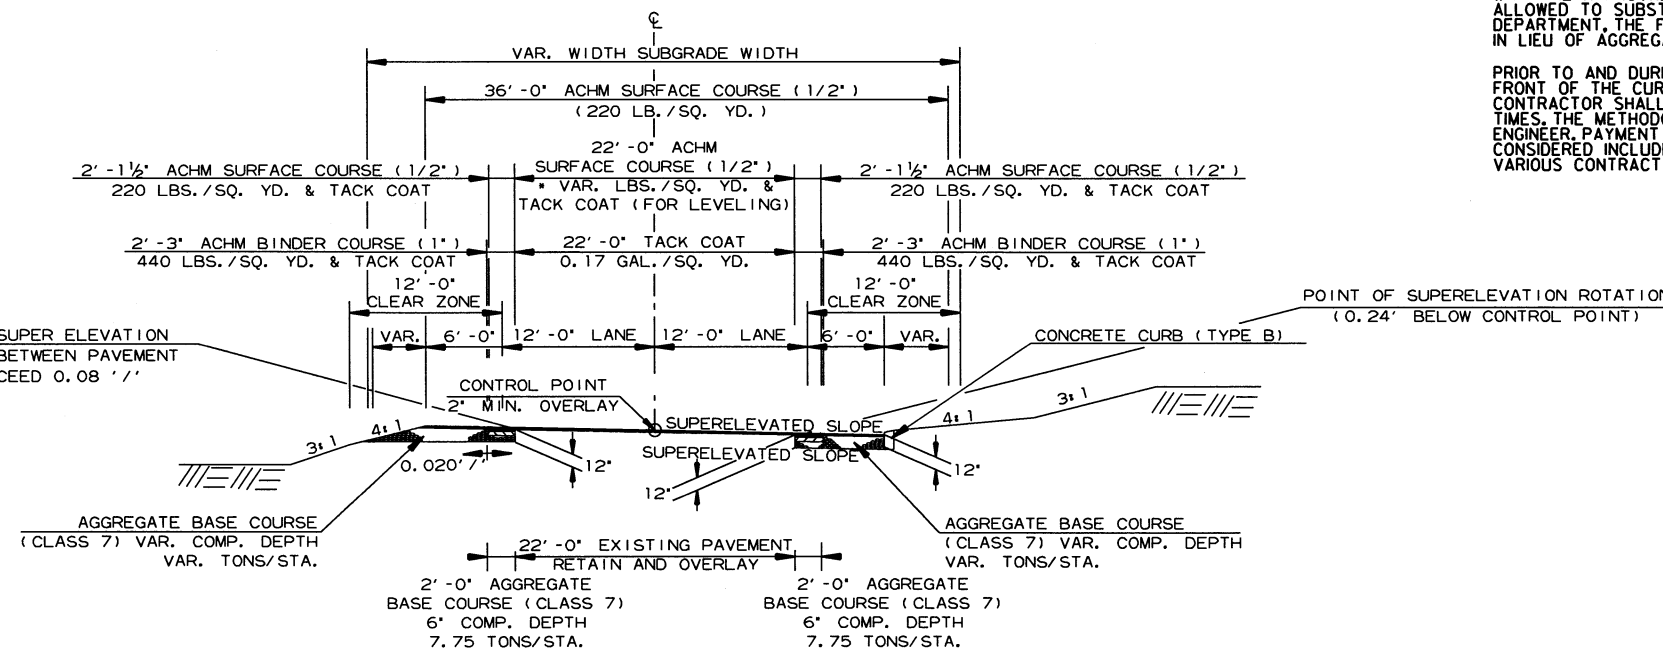 ℄
VAR. WIDTH SUBGRADE WIDTH
36'-0" ACHM SURFACE COURSE (1/2")
(220 LB./SQ. YD.)
22'-0" ACHM
SURFACE COURSE (1/2")
* VAR. LBS./SQ. YD. &
TACK COAT (FOR LEVELING)
2'-1½" ACHM SURFACE COURSE (1/2")
220 LBS./SQ. YD. & TACK COAT
2'-1½" ACHM SURFACE COURSE (1/2")
220 LBS./SQ. YD. & TACK COAT
2'-3" ACHM BINDER COURSE (1")
440 LBS./SQ. YD. & TACK COAT
22'-0" TACK COAT
0.17 GAL./SQ. YD.
2'-3" ACHM BINDER COURSE (1")
440 LBS./SQ. YD. & TACK COAT
12'-0"
CLEAR ZONE
12'-0"
CLEAR ZONE
VAR.
6'-0"
12'-0" LANE
12'-0" LANE
6'-0"
VAR.
SUPER ELEVATION
BETWEEN PAVEMENT
CEED 0.08 '/'
CONTROL POINT
2" MIN. OVERLAY
POINT OF SUPERELEVATION ROTATION
(0.24' BELOW CONTROL POINT)
CONCRETE CURB (TYPE B)
SUPERELEVATED SLOPE
SUPERELEVATED SLOPE
3:1
4:1
4:1
3:1
0.020'/'
12"
12"
12"
AGGREGATE BASE COURSE
(CLASS 7) VAR. COMP. DEPTH
VAR. TONS/STA.
AGGREGATE BASE COURSE
(CLASS 7) VAR. COMP. DEPTH
VAR. TONS/STA.
22'-0" EXISTING PAVEMENT
RETAIN AND OVERLAY
2'-0" AGGREGATE
BASE COURSE (CLASS 7)
6" COMP. DEPTH
7.75 TONS/STA.
2'-0" AGGREGATE
BASE COURSE (CLASS 7)
6" COMP. DEPTH
7.75 TONS/STA.
ALLOWED TO SUBST
DEPARTMENT, THE F
IN LIEU OF AGGREG
PRIOR TO AND DURI
FRONT OF THE CUR
CONTRACTOR SHALL
TIMES. THE METHOD
ENGINEER. PAYMENT
CONSIDERED INCLUDE
VARIOUS CONTRACT